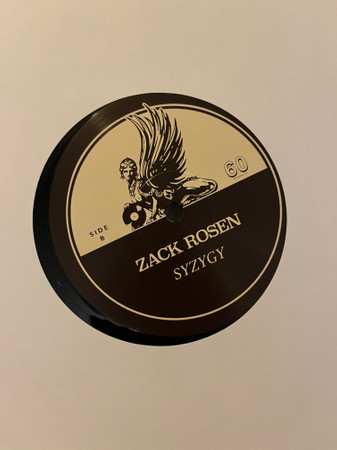 60
SIDE
B
ZACK ROSEN
SYZYGY